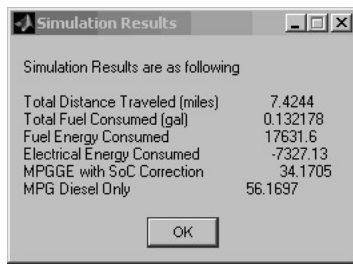 Simulation Results
Simulation Results are as following
Total Distance Traveled (miles) 7.4244
Total Fuel Consumed (gal) 0.132178
Fuel Energy Consumed 17631.6
Electrical Energy Consumed -7327.13
MPGGE with SoC Correction 34.1705
MPG Diesel Only 56.1697
OK